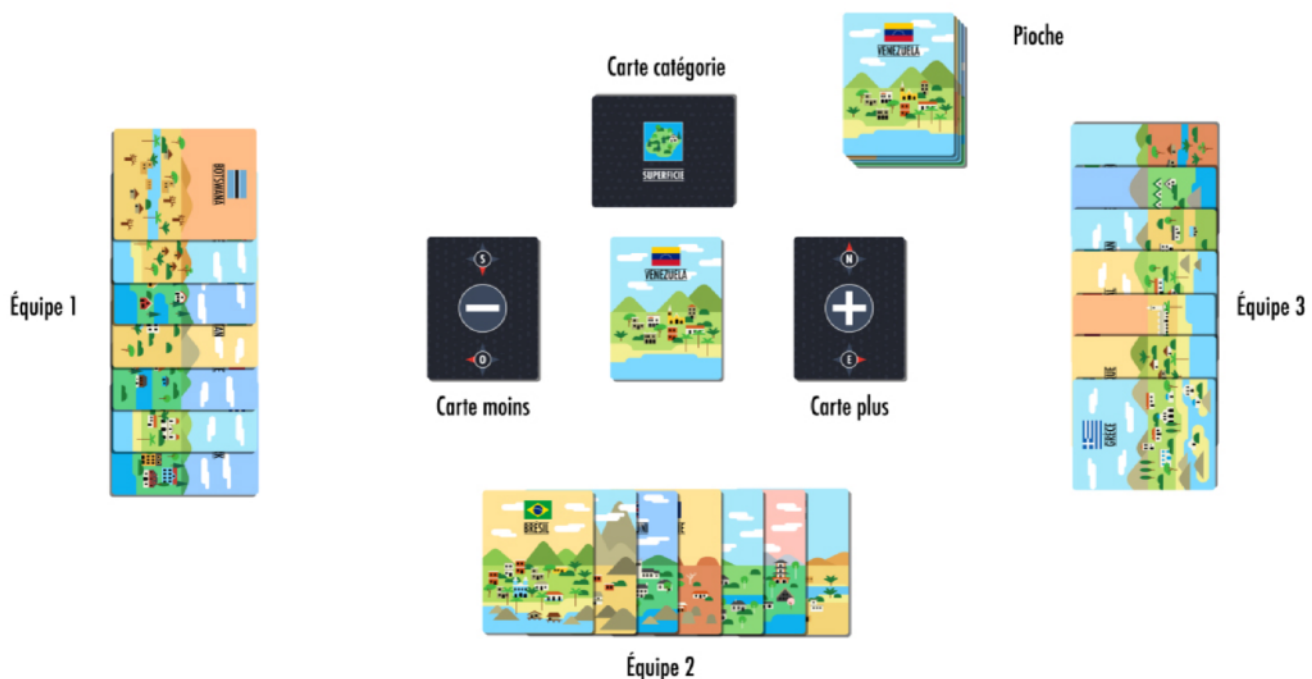 Pioche
VENEZUELA
Carte catégorie
SUPERFICIE
BOTSWANA
Équipe 1
S
O
Carte moins
VENEZUELA
N
E
Carte plus
Équipe 3
GRECE
BRESIL
Équipe 2